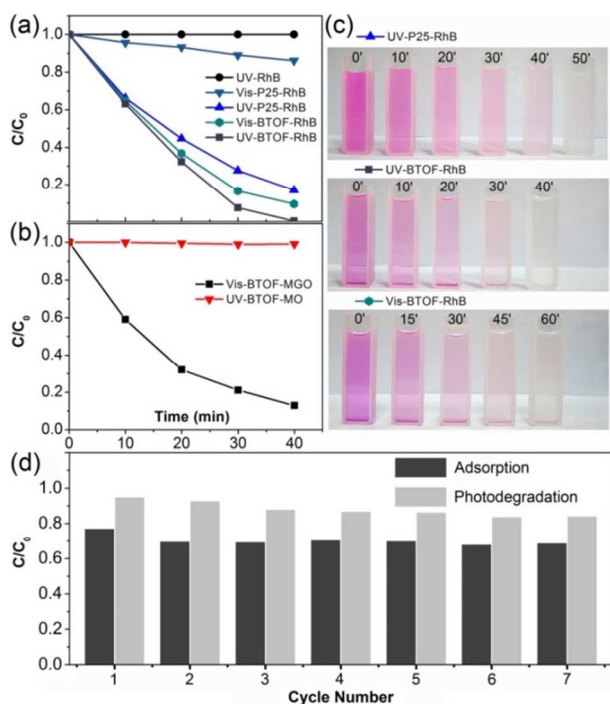 (a)
C/C0
1.0
0.8
0.6
0.4
0.2
UV-RhB
Vis-P25-RhB
UV-P25-RhB
Vis-BTOF-RhB
UV-BTOF-RhB
(b)
C/C0
1.0
0.8
0.6
0.4
0.2
0.0
Vis-BTOF-MGO
UV-BTOF-MO
Time (min)
0 10 20 30 40
(c)
UV-P25-RhB
0' 10' 20' 30' 40' 50'
UV-BTOF-RhB
0' 10' 20' 30' 40'
Vis-BTOF-RhB
0' 15' 30' 45' 60'
(d)
C/C0
1.0
0.8
0.6
0.4
0.2
0.0
Adsorption
Photodegradation
1 2 3 4 5 6 7
Cycle Number